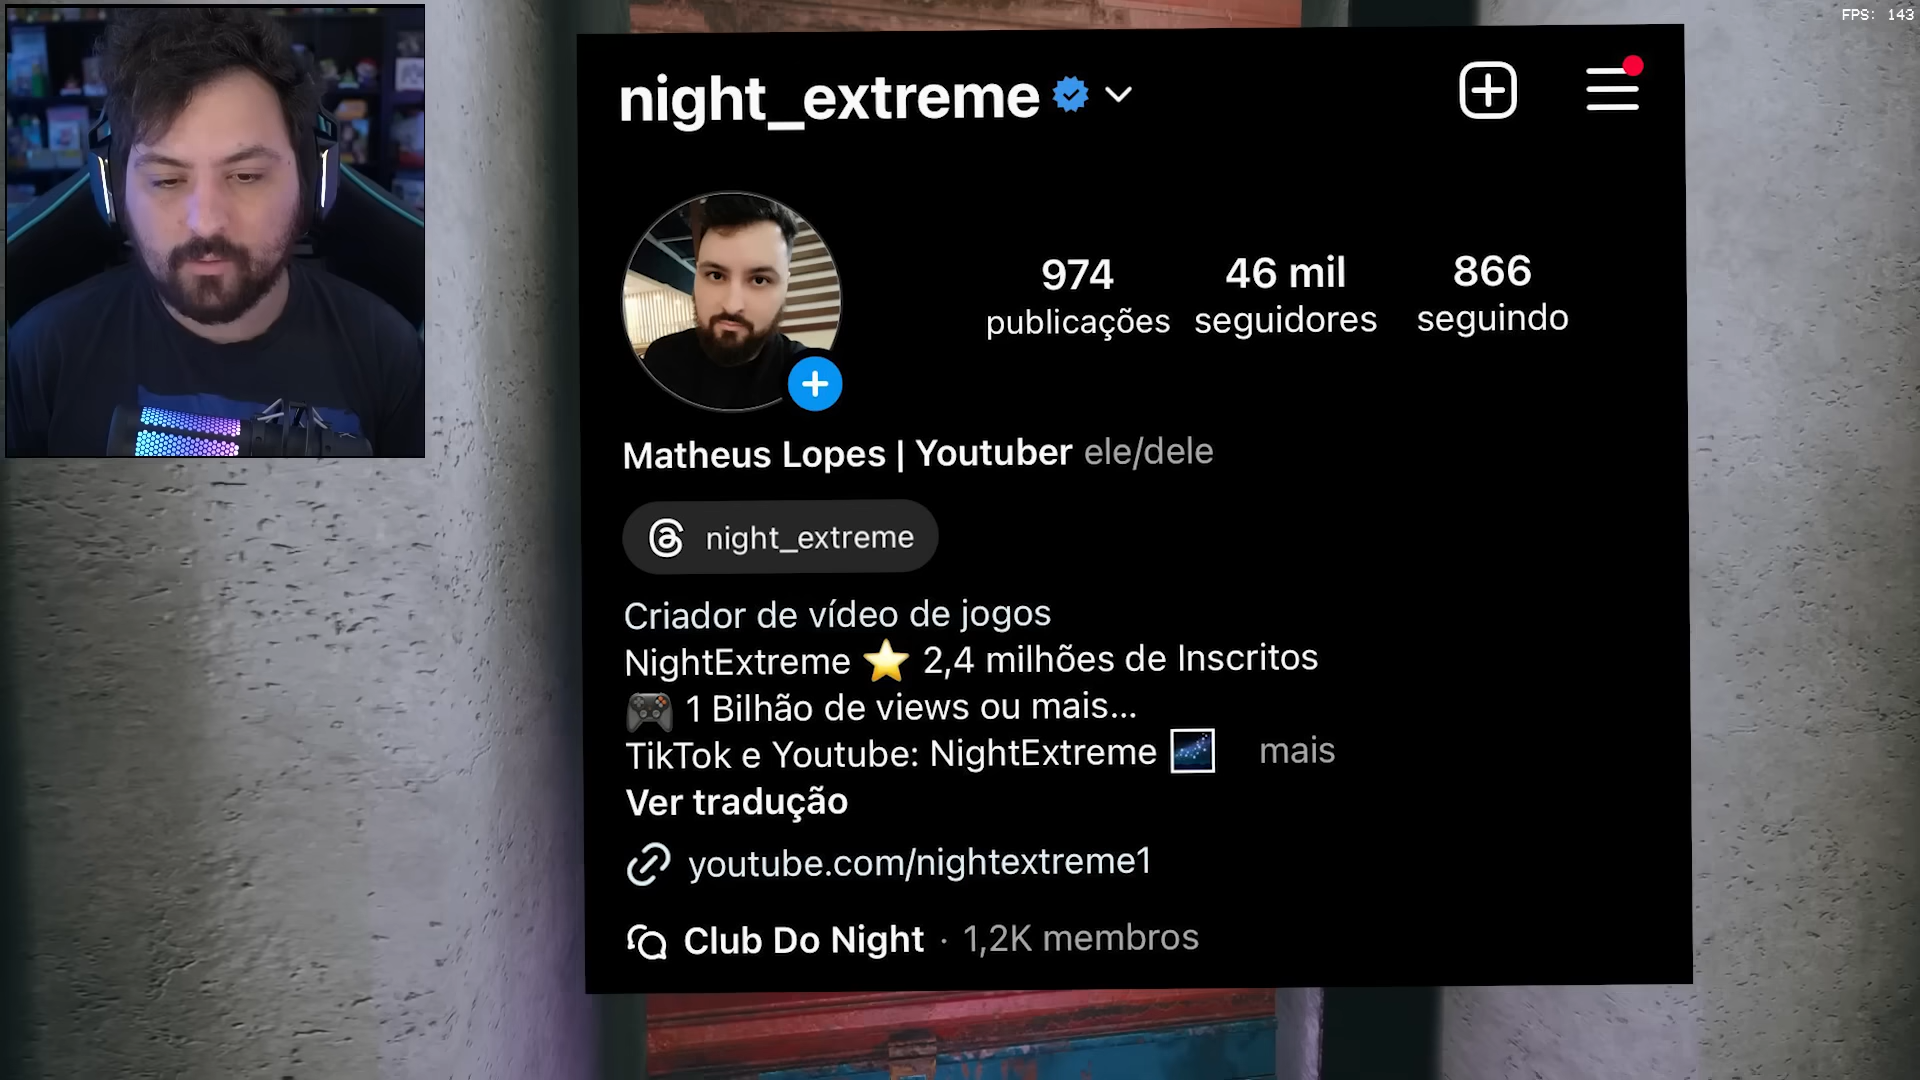 FPS: 143
night_extreme
974
46 mil
866
publicações
seguidores
seguindo
Matheus Lopes | Youtuber ele/dele
night_extreme
Criador de vídeo de jogos
NightExtreme ⭐ 2,4 milhões de Inscritos
🎮 1 Bilhão de views ou mais...
TikTok e Youtube: NightExtreme 🌌 mais
Ver tradução
youtube.com/nightextreme1
Club Do Night · 1,2K membros